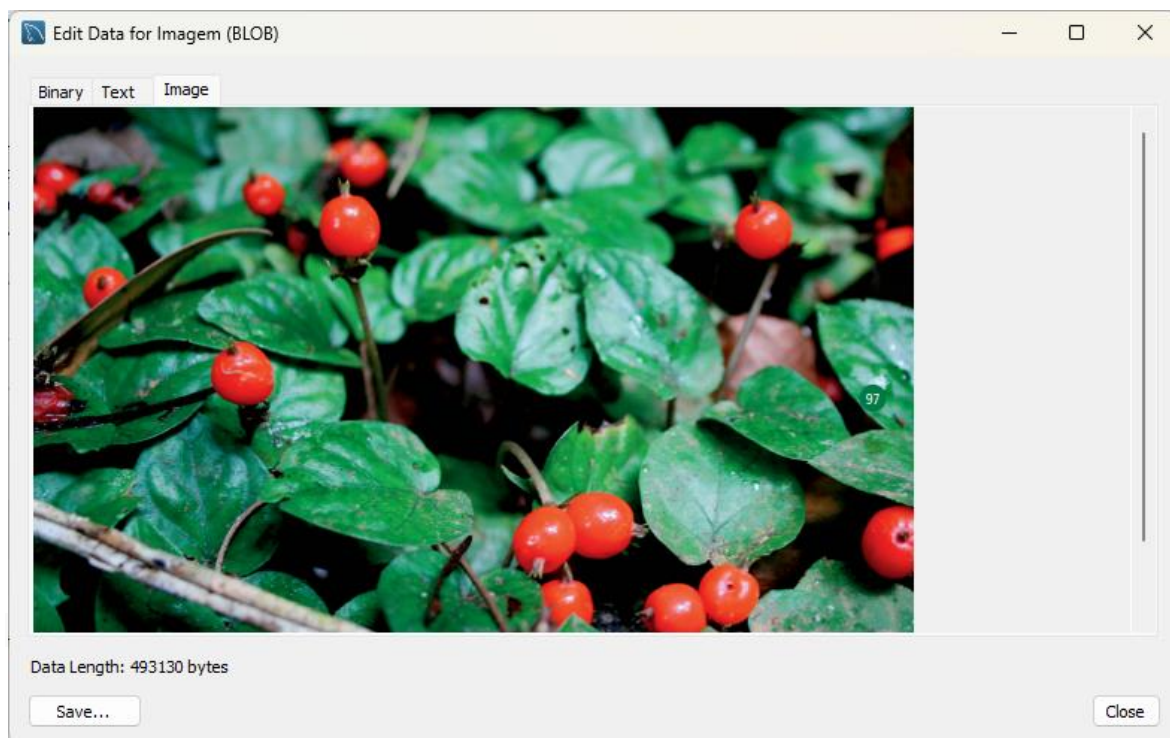 Edit Data for Imagem (BLOB)
Binary Text Image
97
Data Length: 493130 bytes
Save... Close